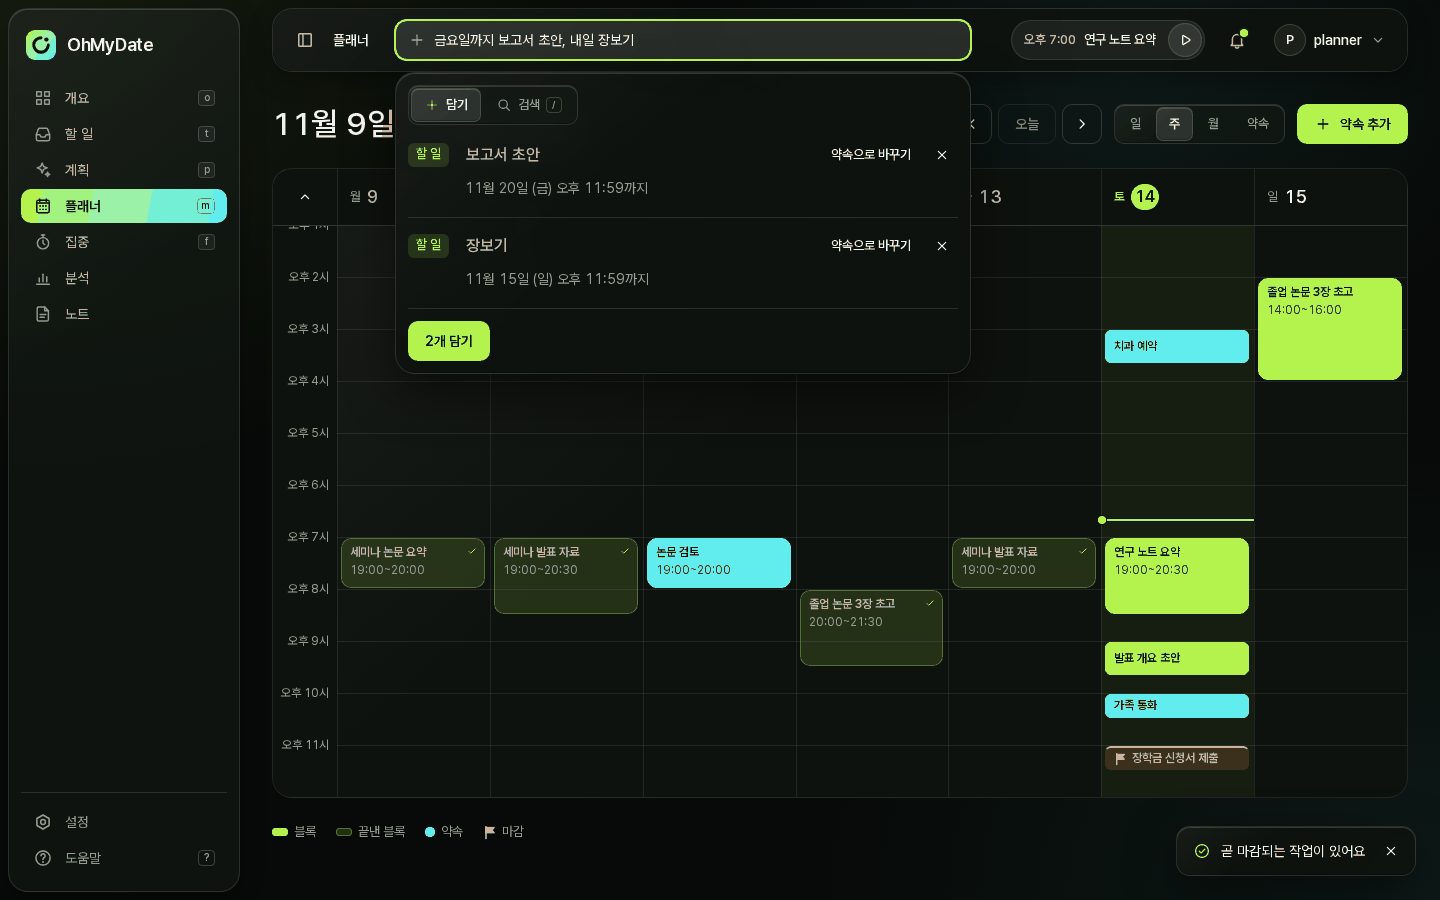 OhMyDate
개요 o
할 일 t
계획 p
플래너 m
집중 f
분석
노트
설정
도움말 ?
플래너
금요일까지 보고서 초안, 내일 장보기
오후 7:00 연구 노트 요약
P planner
담기
검색 /
할 일 보고서 초안 약속으로 바꾸기
11월 20일 (금) 오후 11:59까지
할 일 장보기 약속으로 바꾸기
11월 15일 (일) 오후 11:59까지
2개 담기
11월 9일
오늘
일 주 월 약속
약속 추가
월 9
13
토 14
일 15
오후 2시
오후 3시
오후 4시
오후 5시
오후 6시
오후 7시
오후 8시
오후 9시
오후 10시
오후 11시
세미나 논문 요약
19:00~20:00
세미나 발표 자료
19:00~20:30
논문 검토
19:00~20:00
졸업 논문 3장 초고
20:00~21:30
세미나 발표 자료
19:00~20:00
치과 예약
연구 노트 요약
19:00~20:30
발표 개요 초안
가족 통화
장학금 신청서 제출
졸업 논문 3장 초고
14:00~16:00
블록
끝낸 블록
약속
마감
곧 마감되는 작업이 있어요